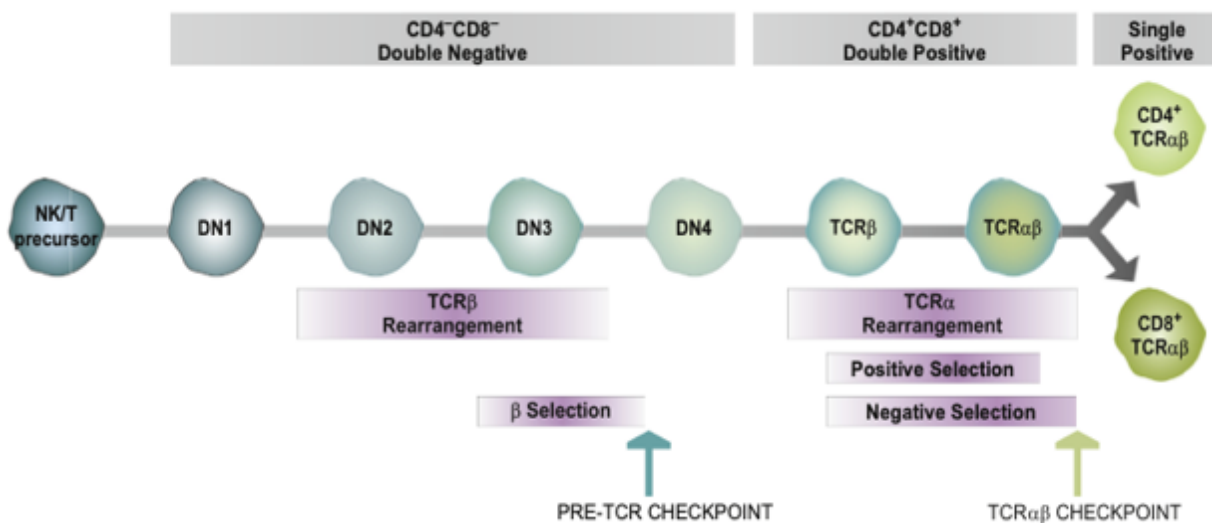 CD4⁻CD8⁻
Double Negative
CD4⁺CD8⁺
Double Positive
Single
Positive
CD4⁺
TCRαβ
NK/T
precursor
DN1
DN2
DN3
DN4
TCRβ
TCRαβ
CD8⁺
TCRαβ
TCRβ
Rearrangement
TCRα
Rearrangement
Positive Selection
β Selection
Negative Selection
PRE-TCR CHECKPOINT
TCRαβ CHECKPOINT